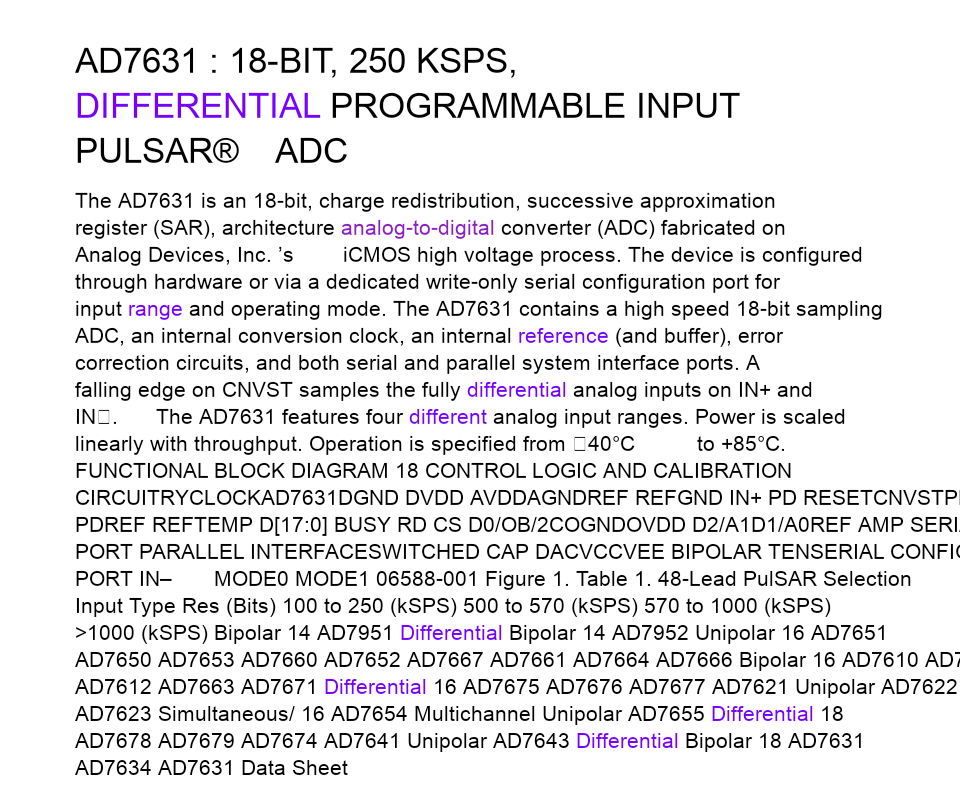 AD7631 : 18-BIT, 250 KSPS,
DIFFERENTIAL PROGRAMMABLE INPUT
PULSAR® ADC
The AD7631 is an 18-bit, charge redistribution, successive approximation
register (SAR), architecture analog-to-digital converter (ADC) fabricated on
Analog Devices, Inc. ’s iCMOS high voltage process. The device is configured
through hardware or via a dedicated write-only serial configuration port for
input range and operating mode. The AD7631 contains a high speed 18-bit sampling
ADC, an internal conversion clock, an internal reference (and buffer), error
correction circuits, and both serial and parallel system interface ports. A
falling edge on CNVST samples the fully differential analog inputs on IN+ and
IN□. The AD7631 features four different analog input ranges. Power is scaled
linearly with throughput. Operation is specified from □40°C to +85°C.
FUNCTIONAL BLOCK DIAGRAM 18 CONTROL LOGIC AND CALIBRATION
CIRCUITRYCLOCKAD7631DGND DVDD AVDDAGNDREF REFGND IN+ PD RESETCNVSTP
PDREF REFTEMP D[17:0] BUSY RD CS D0/OB/2COGNDOVDD D2/A1D1/A0REF AMP SERI
PORT PARALLEL INTERFACESWITCHED CAP DACVCCVEE BIPOLAR TENSERIAL CONFI
PORT IN– MODE0 MODE1 06588-001 Figure 1. Table 1. 48-Lead PulSAR Selection
Input Type Res (Bits) 100 to 250 (kSPS) 500 to 570 (kSPS) 570 to 1000 (kSPS)
>1000 (kSPS) Bipolar 14 AD7951 Differential Bipolar 14 AD7952 Unipolar 16 AD7651
AD7650 AD7653 AD7660 AD7652 AD7667 AD7661 AD7664 AD7666 Bipolar 16 AD7610 AD7
AD7612 AD7663 AD7671 Differential 16 AD7675 AD7676 AD7677 AD7621 Unipolar AD7622
AD7623 Simultaneous/ 16 AD7654 Multichannel Unipolar AD7655 Differential 18
AD7678 AD7679 AD7674 AD7641 Unipolar AD7643 Differential Bipolar 18 AD7631
AD7634 AD7631 Data Sheet